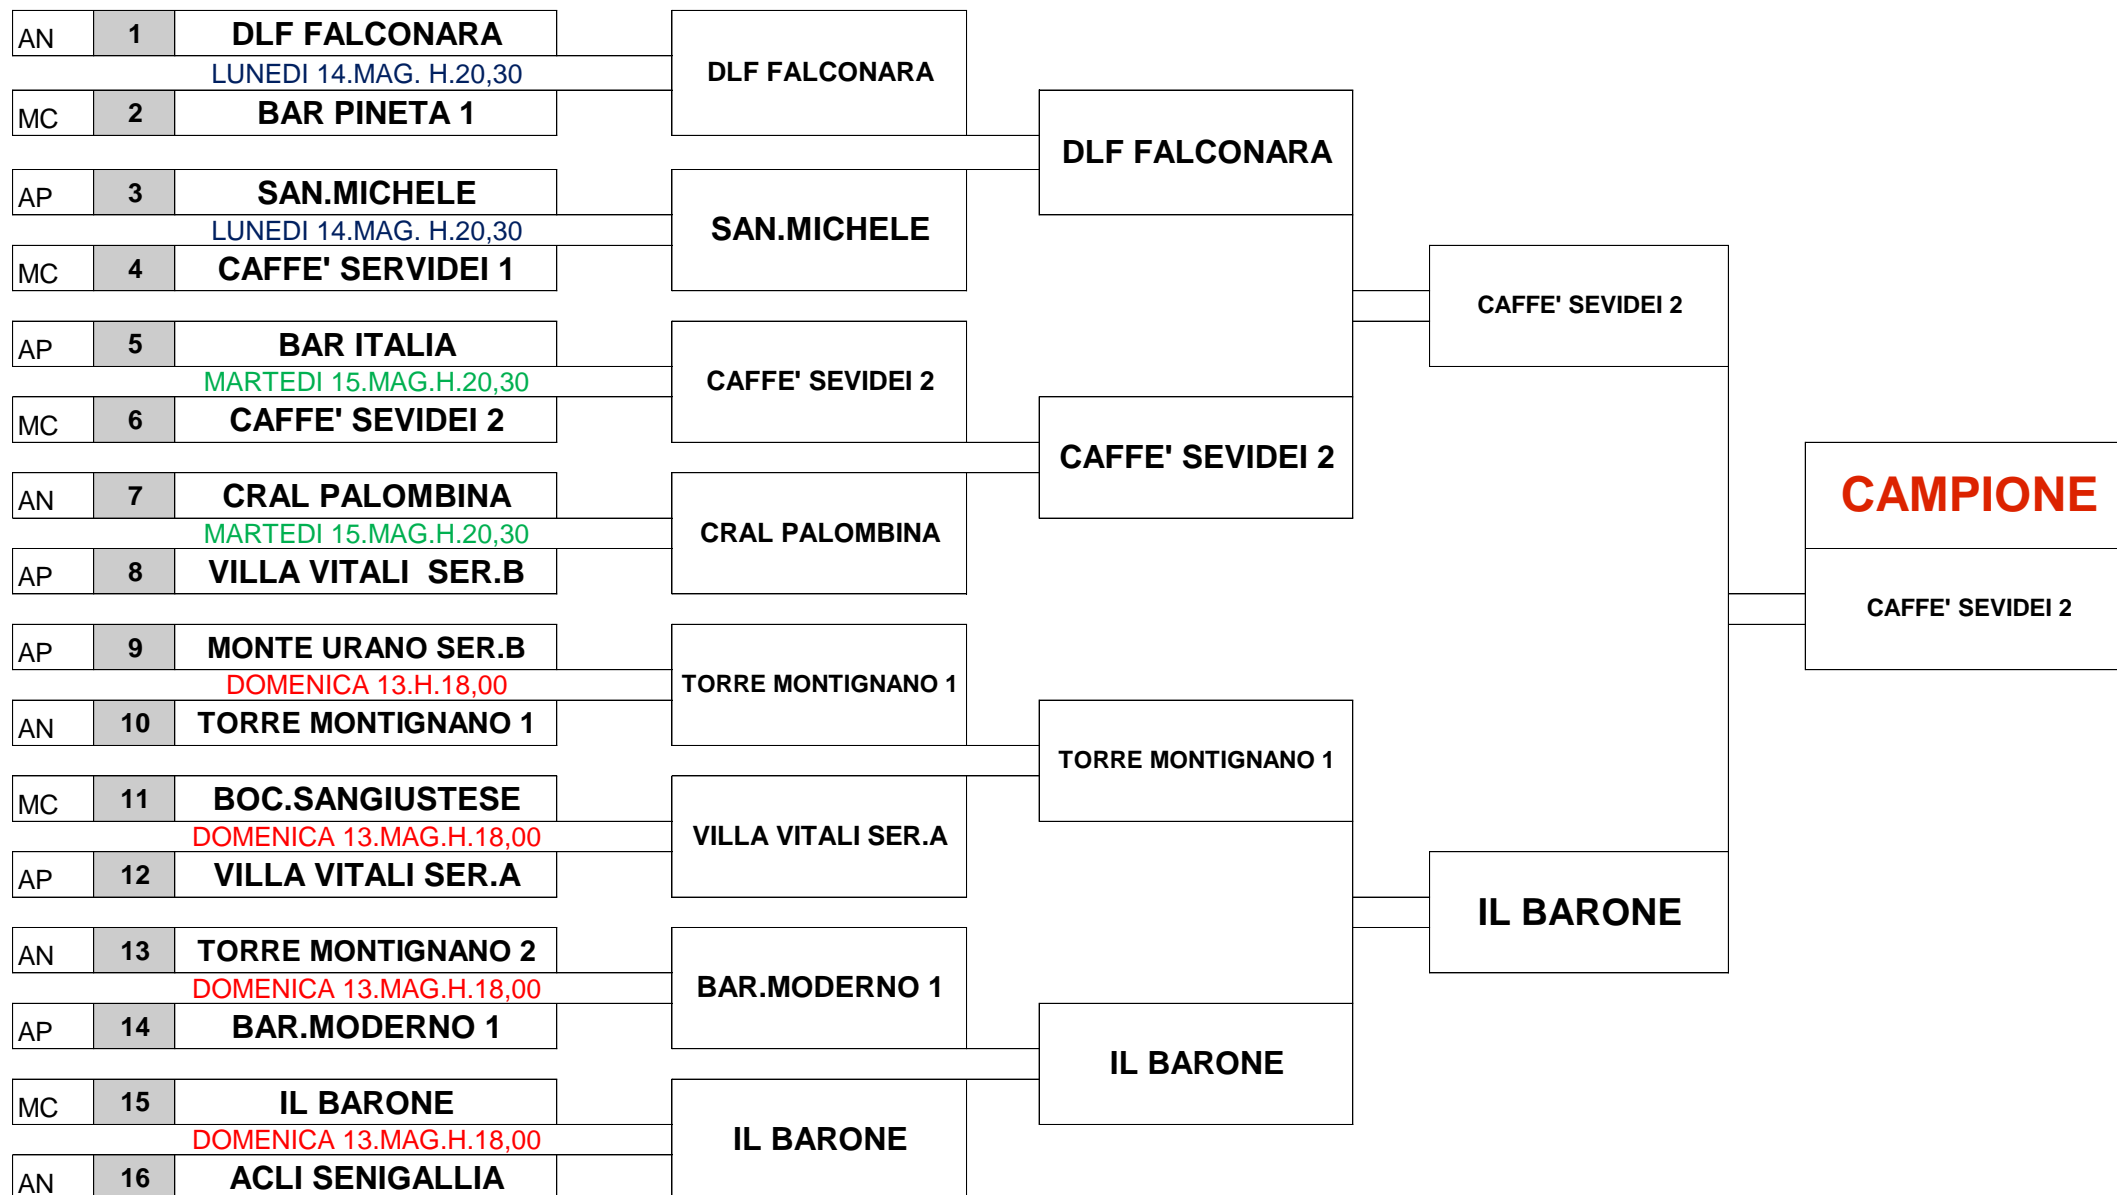 AN 1 DLF FALCONARA
LUNEDI 14.MAG. H.20,30
MC 2 BAR PINETA 1
AP 3 SAN.MICHELE
LUNEDI 14.MAG. H.20,30
MC 4 CAFFE' SERVIDEI 1
AP 5 BAR ITALIA
MARTEDI 15.MAG.H.20,30
MC 6 CAFFE' SEVIDEI 2
AN 7 CRAL PALOMBINA
MARTEDI 15.MAG.H.20,30
AP 8 VILLA VITALI  SER.B
AP 9 MONTE URANO SER.B
DOMENICA 13.H.18,00
AN 10 TORRE MONTIGNANO 1
MC 11 BOC.SANGIUSTESE
DOMENICA 13.MAG.H.18,00
AP 12 VILLA VITALI SER.A
AN 13 TORRE MONTIGNANO 2
DOMENICA 13.MAG.H.18,00
AP 14 BAR.MODERNO 1
MC 15 IL BARONE
DOMENICA 13.MAG.H.18,00
AN 16 ACLI SENIGALLIA
DLF FALCONARA
SAN.MICHELE
CAFFE' SEVIDEI 2
CRAL PALOMBINA
TORRE MONTIGNANO 1
VILLA VITALI SER.A
BAR.MODERNO 1
IL BARONE
DLF FALCONARA
CAFFE' SEVIDEI 2
TORRE MONTIGNANO 1
IL BARONE
CAFFE' SEVIDEI 2
IL BARONE
CAMPIONE
CAFFE' SEVIDEI 2